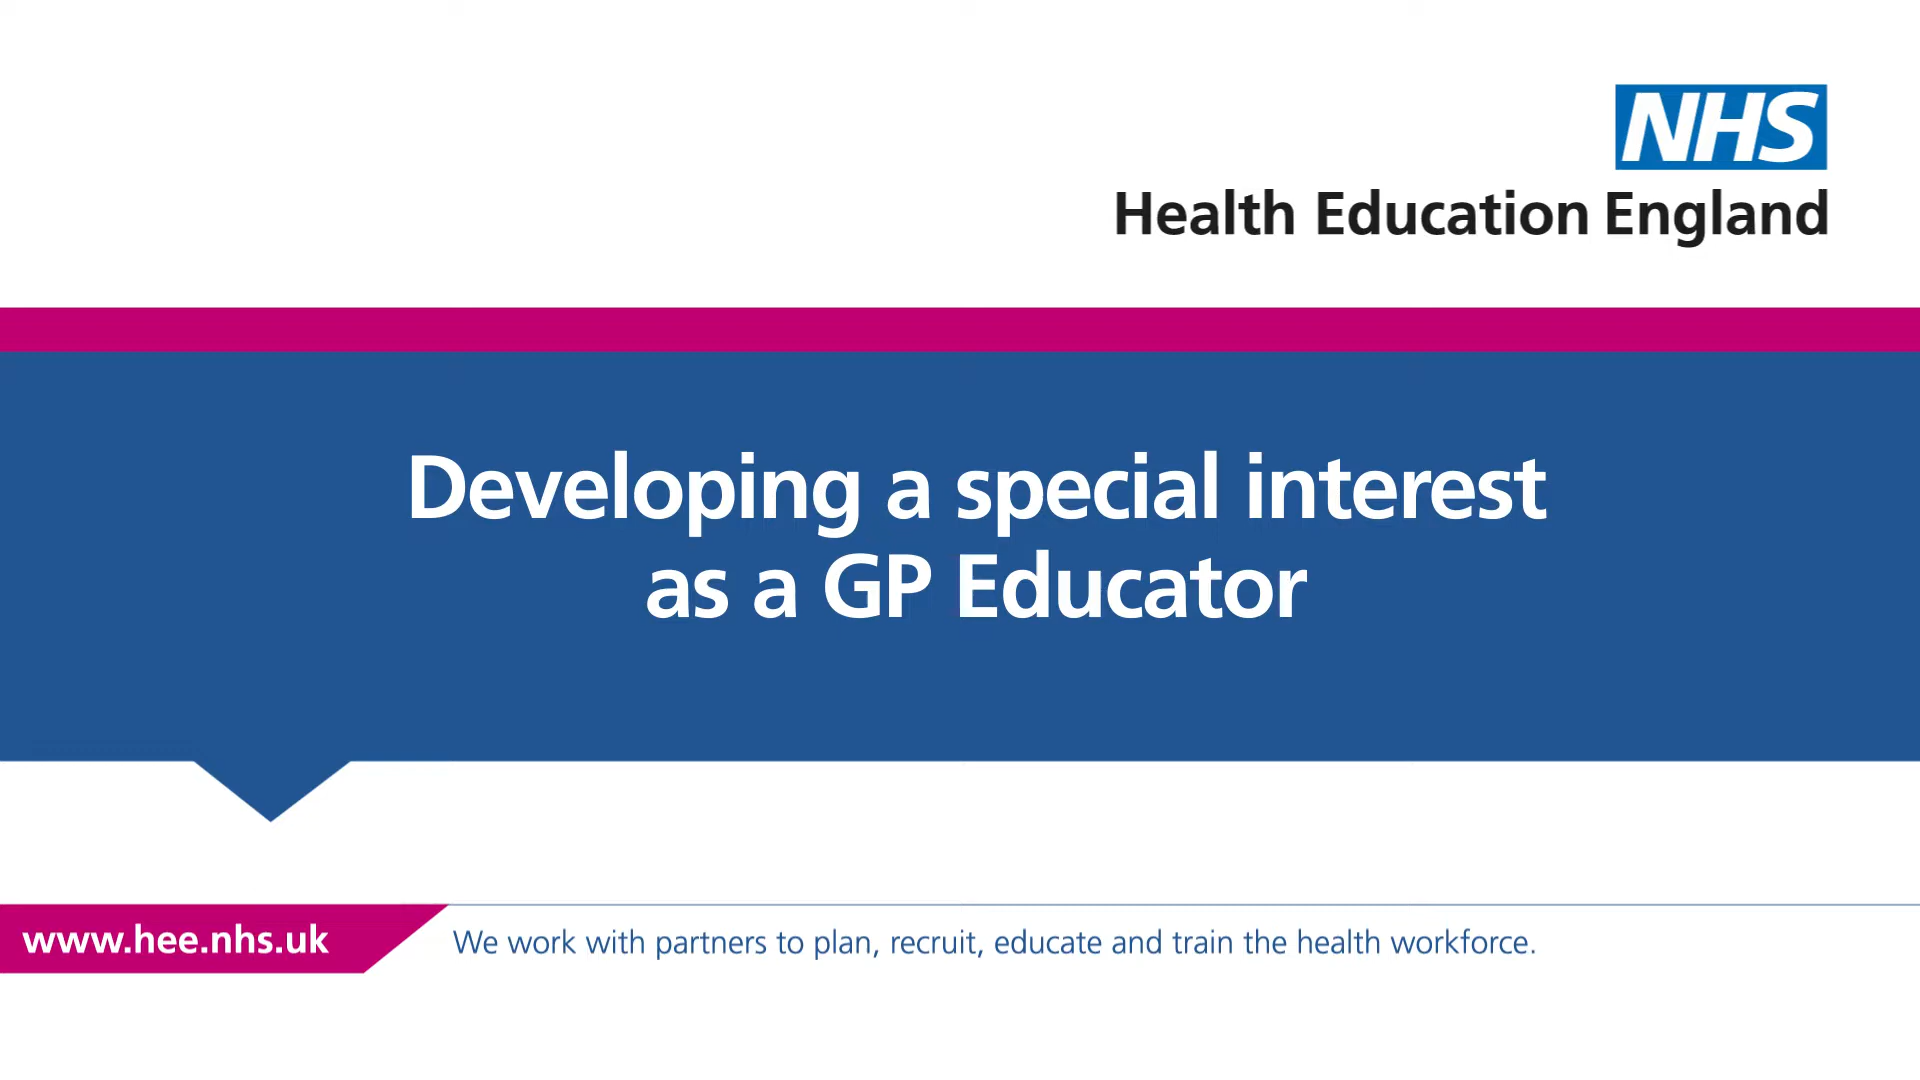 NHS
Health Education England
Developing a special interest
as a GP Educator
www.hee.nhs.uk
We work with partners to plan, recruit, educate and train the health workforce.